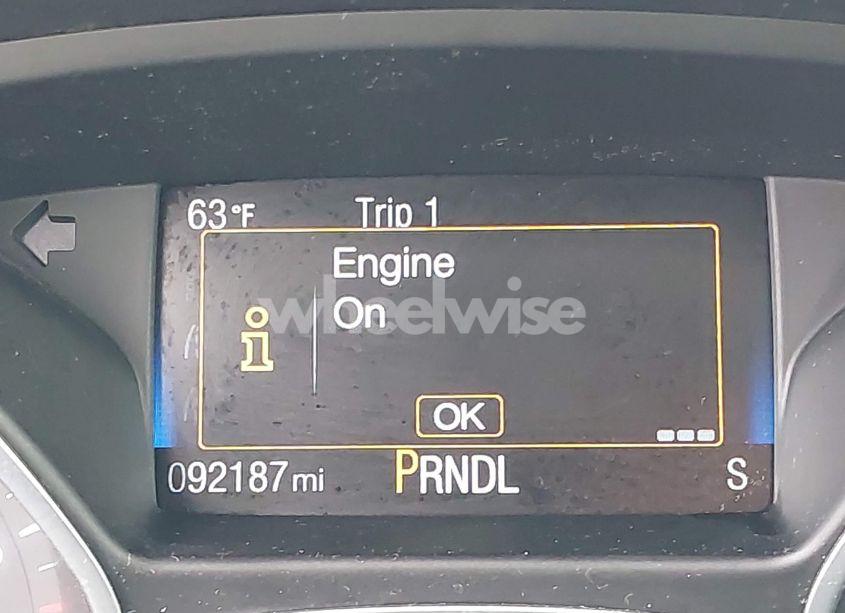 63°F Trip 1
Engine
On
wheelwise
i
OK
092187 mi PRNDL S